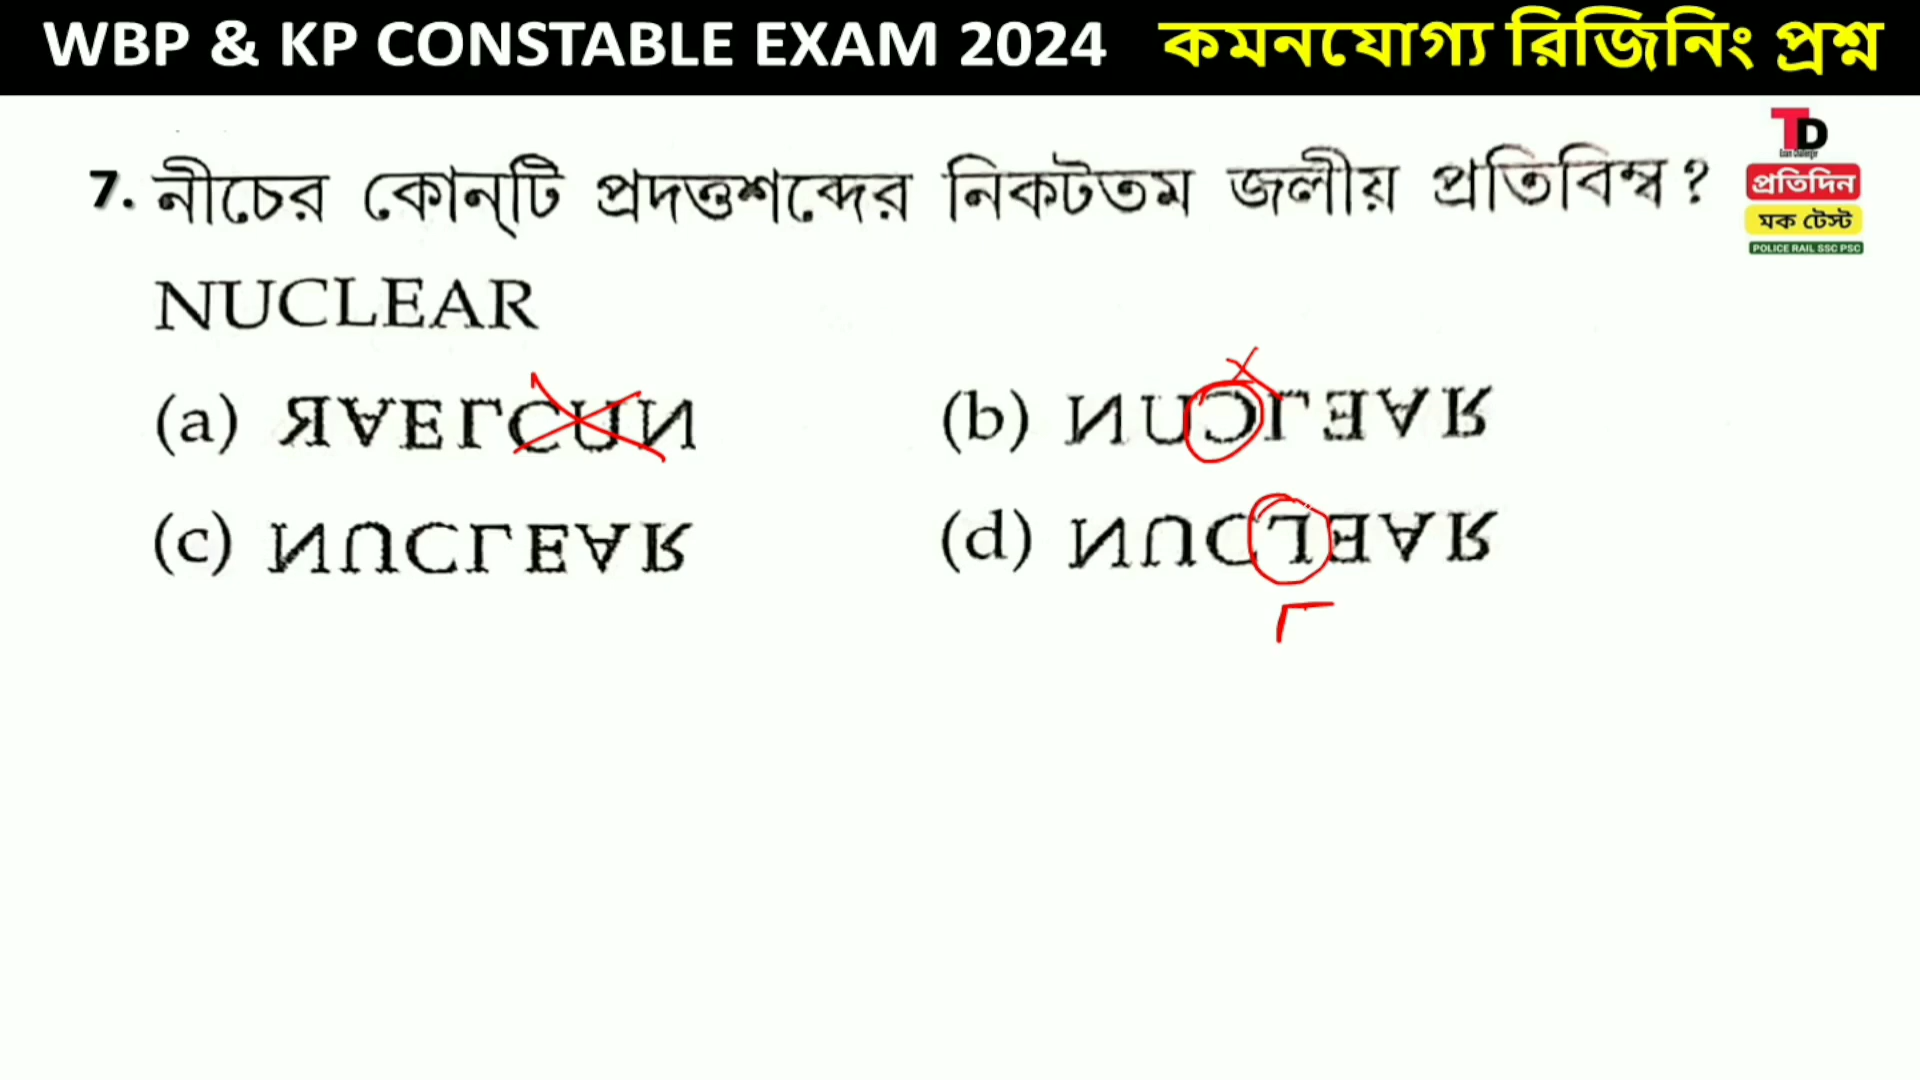 WBP & KP CONSTABLE EXAM 2024 কমনযোগ্য রিজিনিং প্রশ্ন
TD
প্রতিদিন
মক টেস্ট
POLICE RAIL SSC PSC
7. নীচের কোন্‌টি প্রদত্তশব্দের নিকটতম জলীয় প্রতিবিম্ব?
NUCLEAR
(a)
(b)
(c)
(d)